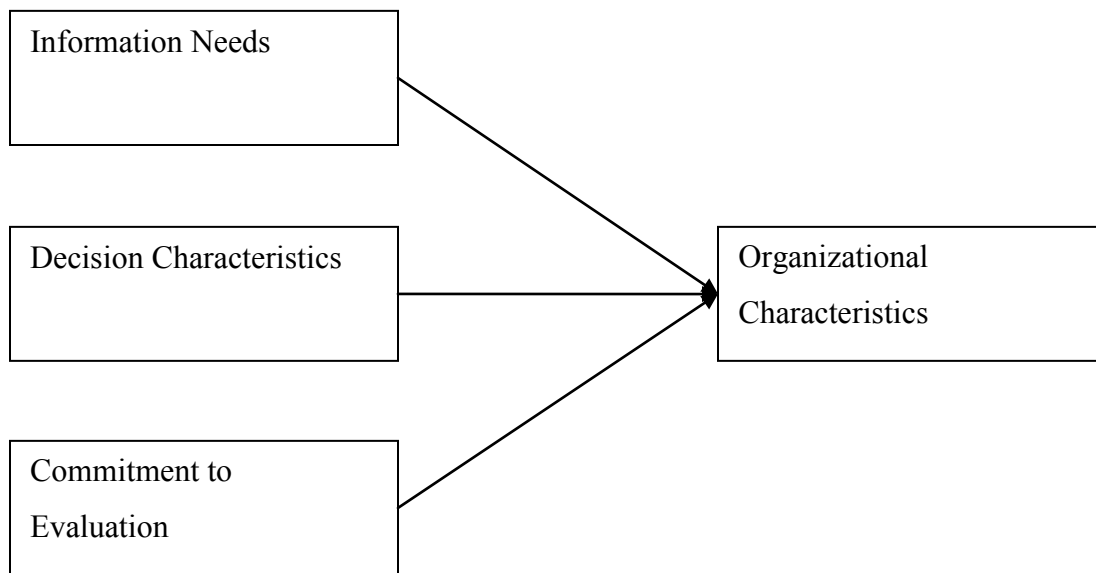 Information Needs
Decision Characteristics
Organizational
Characteristics
Commitment to
Evaluation